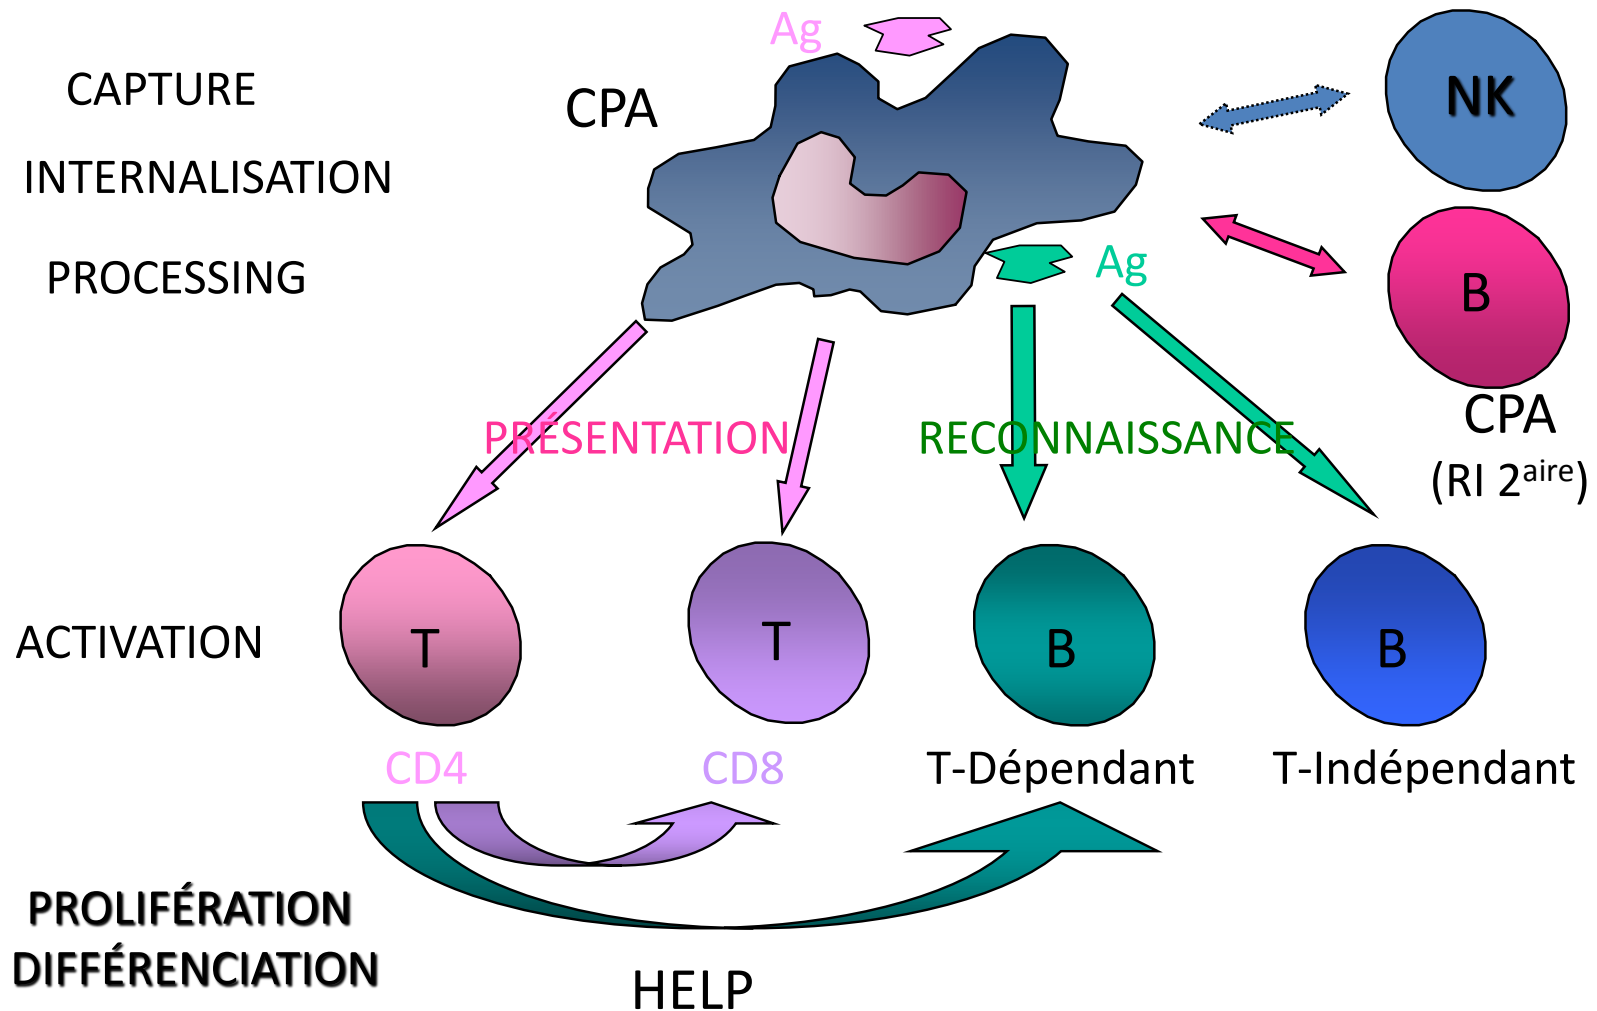 Ag
CAPTURE
CPA
NK
INTERNALISATION
PROCESSING
Ag
B
CPA
(RI 2aire)
PRÉSENTATION
RECONNAISSANCE
ACTIVATION
T
T
B
B
CD4
CD8
T-Dépendant
T-Indépendant
PROLIFÉRATION
DIFFÉRENCIATION
HELP